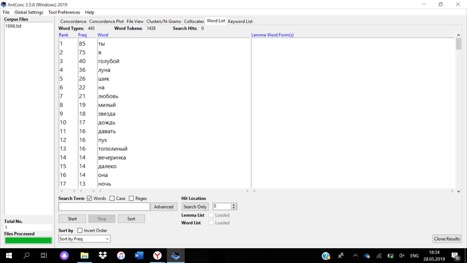 AntConc 3.5.8 (Windows) 2019
File Global Settings Tool Preferences Help
Corpus Files
1998.txt
Concordance Concordance Plot File View Clusters/N-Grams Collocates Word List Keyword List
Word Types: 445 Word Tokens: 1438 Search Hits: 0
Rank Freq Word Lemma Word Form(s)
1 85 ты
2 75 я
3 40 голубой
4 36 луна
5 26 шик
6 22 на
7 21 любовь
8 19 милый
9 18 звезда
10 17 дождь
11 16 давать
12 16 пух
13 16 тополиный
14 14 вечеринка
15 14 далеко
16 14 она
17 13 ночь
Search Term Words Case Regex Hit Location
Advanced Search Only 0
Start Stop Sort Lemma List Loaded
Word List Loaded
Sort by Invert Order
Sort by Freq
Total No.
1
Files Processed
Clone Results
ENG
28.05.2019